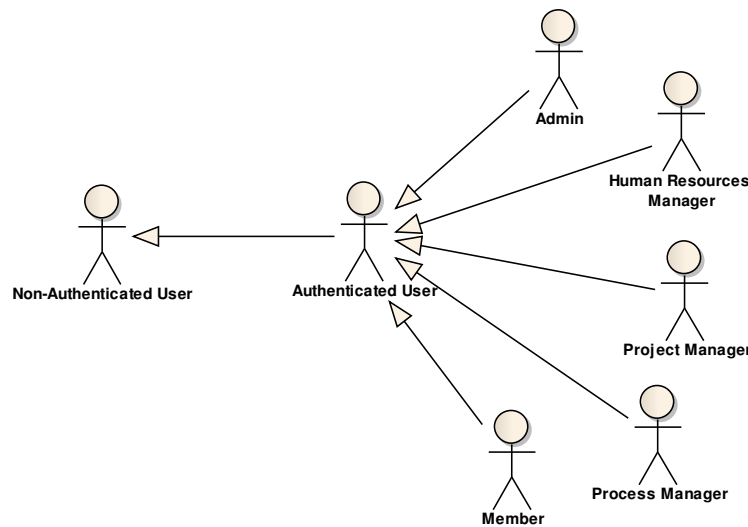 Admin
Human Resources
Manager
Non-Authenticated User
Authenticated User
Project Manager
Process Manager
Member